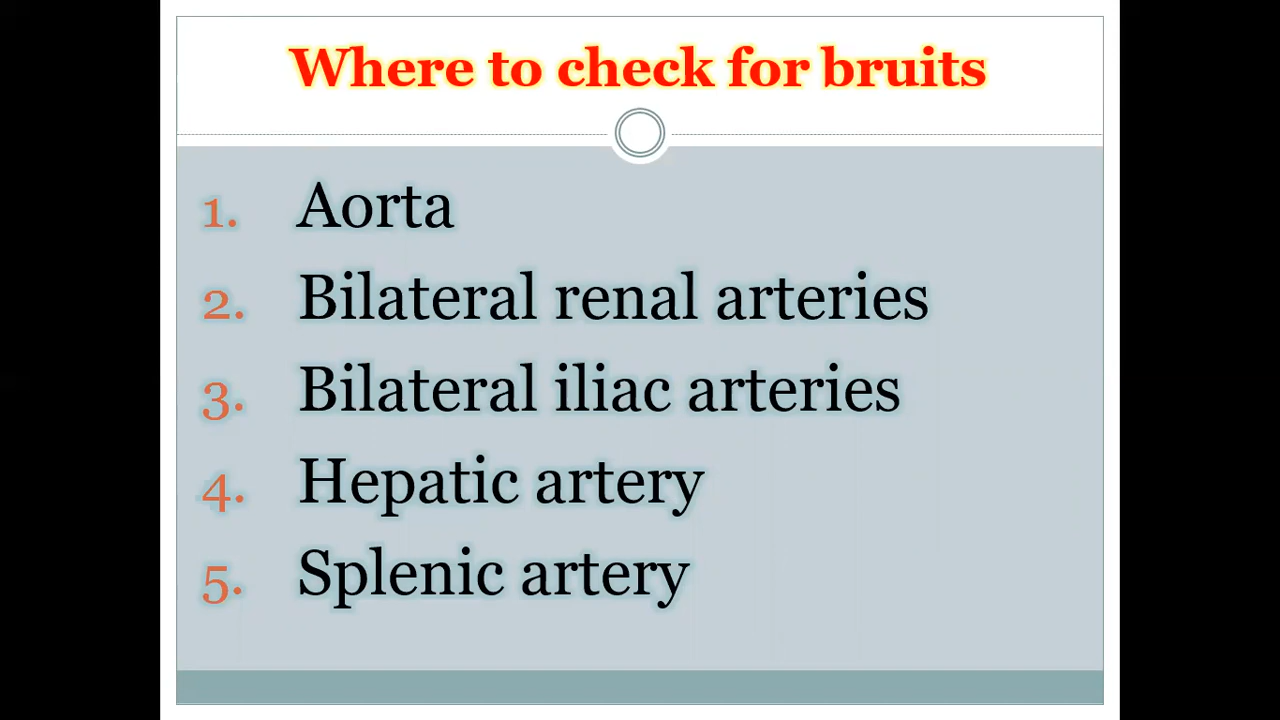 Where to check for bruits
1. Aorta
2. Bilateral renal arteries
3. Bilateral iliac arteries
4. Hepatic artery
5. Splenic artery